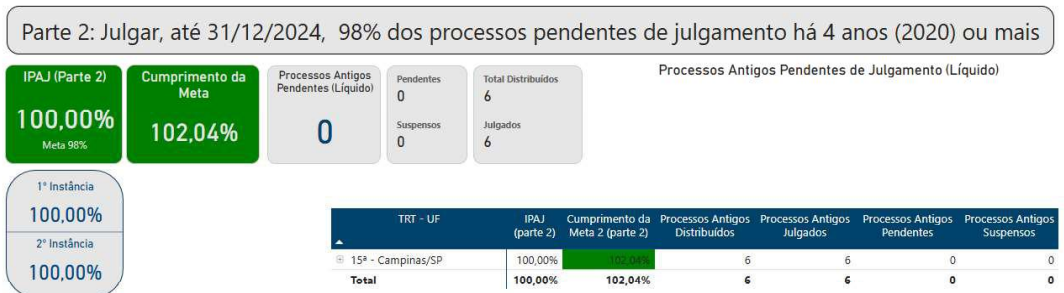 Parte 2: Julgar, até 31/12/2024, 98% dos processos pendentes de julgamento há 4 anos (2020) ou mais
IPAJ (Parte 2)
100,00%
Meta 98%
Cumprimento da
Meta
102,04%
Processos Antigos
Pendentes (Líquido)
0
Pendentes
0
Suspensos
0
Total Distribuídos
6
Julgados
6
Processos Antigos Pendentes de Julgamento (Líquido)
1ª Instância
100,00%
2ª Instância
100,00%
TRT - UF IPAJ (parte 2) Cumprimento da Meta 2 (parte 2) Processos Antigos Distribuídos Processos Antigos Julgados Processos Antigos Pendentes Processos Antigos Suspensos
15ª - Campinas/SP 100,00% 102,04% 6 6 0 0
Total 100,00% 102,04% 6 6 0 0